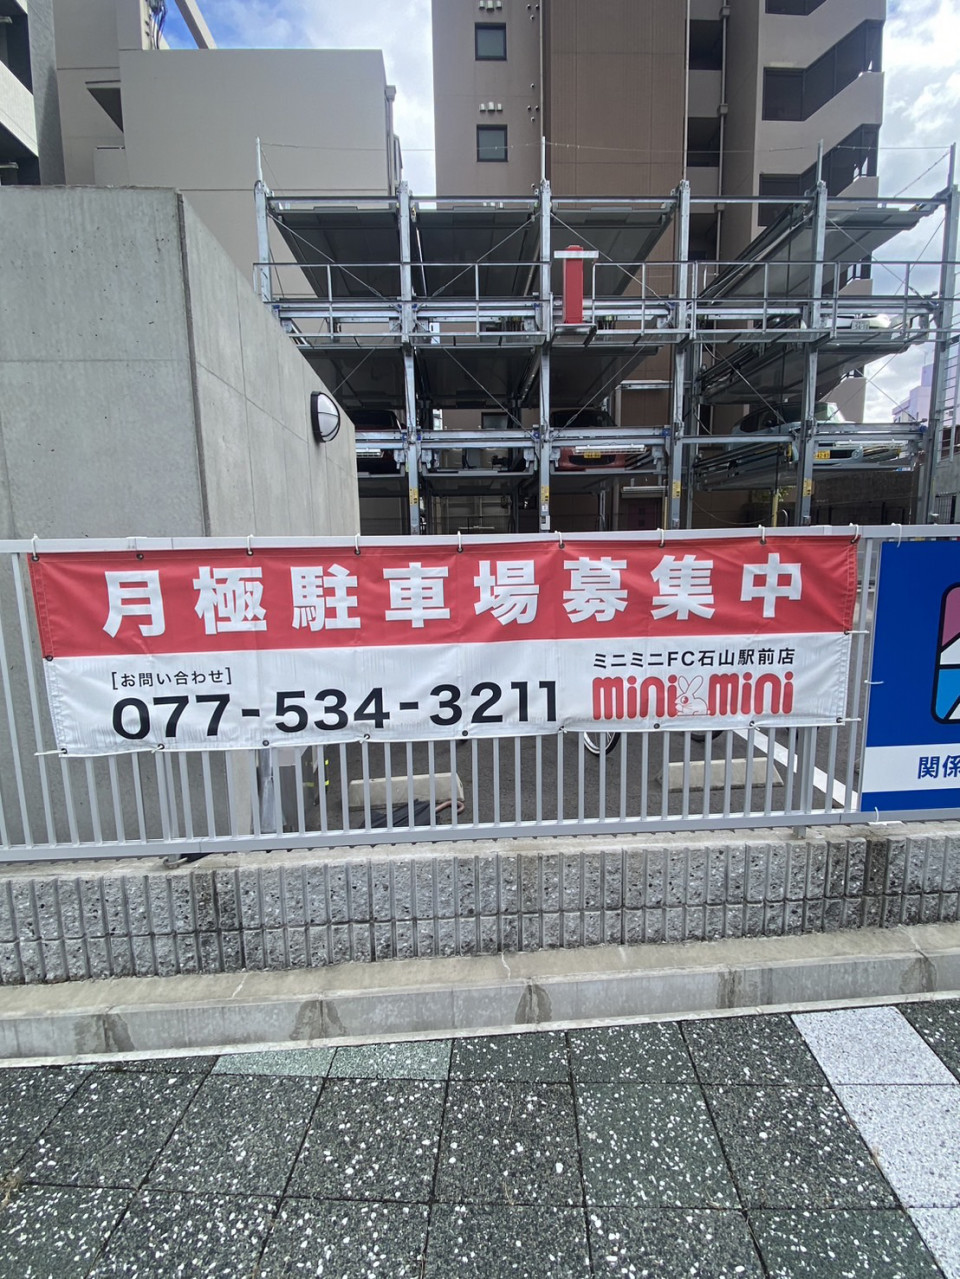 月極駐車場募集中
[お問い合わせ]
077-534-3211
ミニミニFC石山駅前店
mini mini
関係